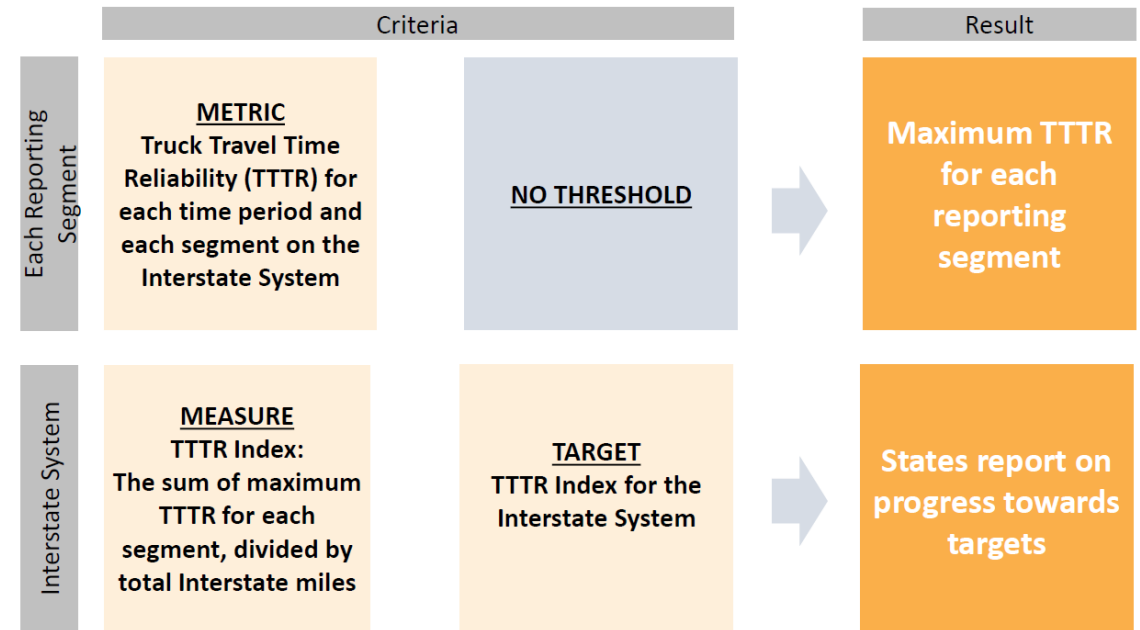 Criteria
Result
Each Reporting
Segment
METRIC
Truck Travel Time
Reliability (TTTR) for
each time period and
each segment on the
Interstate System
NO THRESHOLD
Maximum TTTR
for each
reporting
segment
Interstate System
MEASURE
TTTR Index:
The sum of maximum
TTTR for each
segment, divided by
total Interstate miles
TARGET
TTTR Index for the
Interstate System
States report on
progress towards
targets